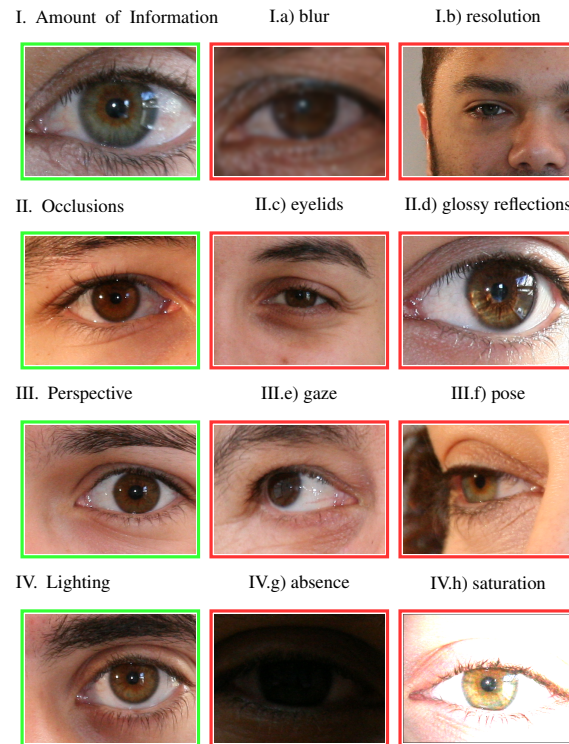 I. Amount of Information I.a) blur I.b) resolution
II. Occlusions II.c) eyelids II.d) glossy reflections
III. Perspective III.e) gaze III.f) pose
IV. Lighting IV.g) absence IV.h) saturation